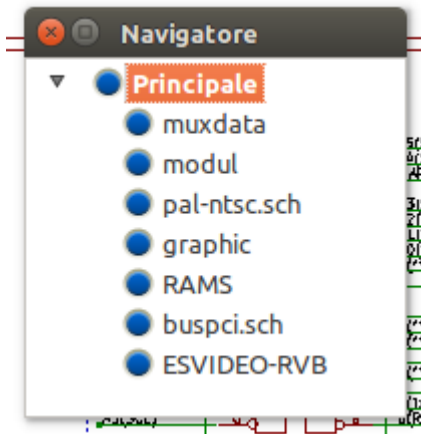 Navigatore
Principale
muxdata
modul
pal-ntsc.sch
graphic
RAMS
buspci.sch
ESVIDEO-RVB